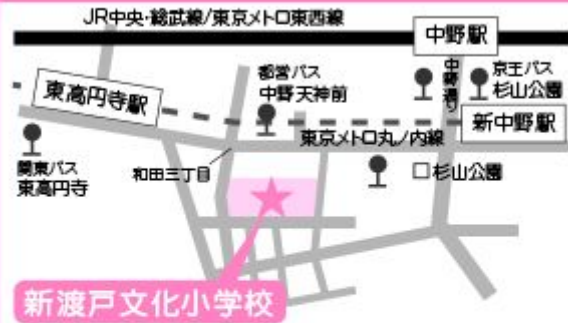 JR中央・総武線/東京メトロ東西線
中野駅
都営バス
中野天神前
中野通り
京王バス
杉山公園
東高円寺駅
新中野駅
東京メトロ丸ノ内線
関東バス
東高円寺
和田三丁目
杉山公園
新渡戸文化小学校